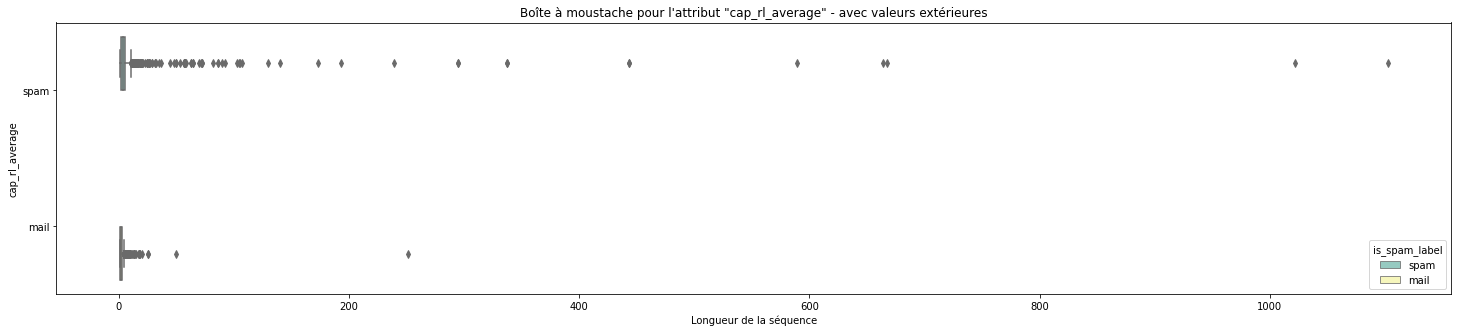 Boîte à moustache pour l'attribut "cap_rl_average" - avec valeurs extérieures
cap_rl_average
spam
mail
0
200
400
600
800
1000
Longueur de la séquence
is_spam_label
spam
mail